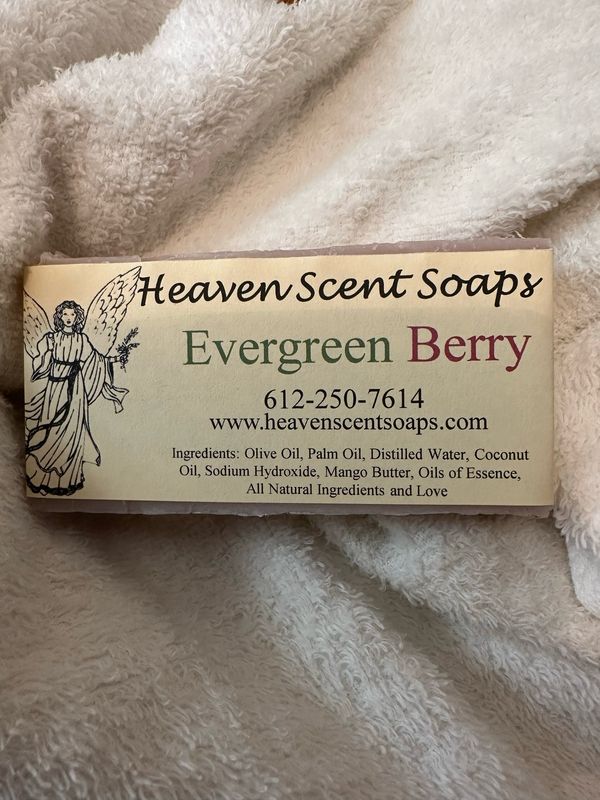 Heaven Scent Soaps
Evergreen Berry
612-250-7614
www.heavenscentsoaps.com
Ingredients: Olive Oil, Palm Oil, Distilled Water, Coconut
Oil, Sodium Hydroxide, Mango Butter, Oils of Essence,
All Natural Ingredients and Love